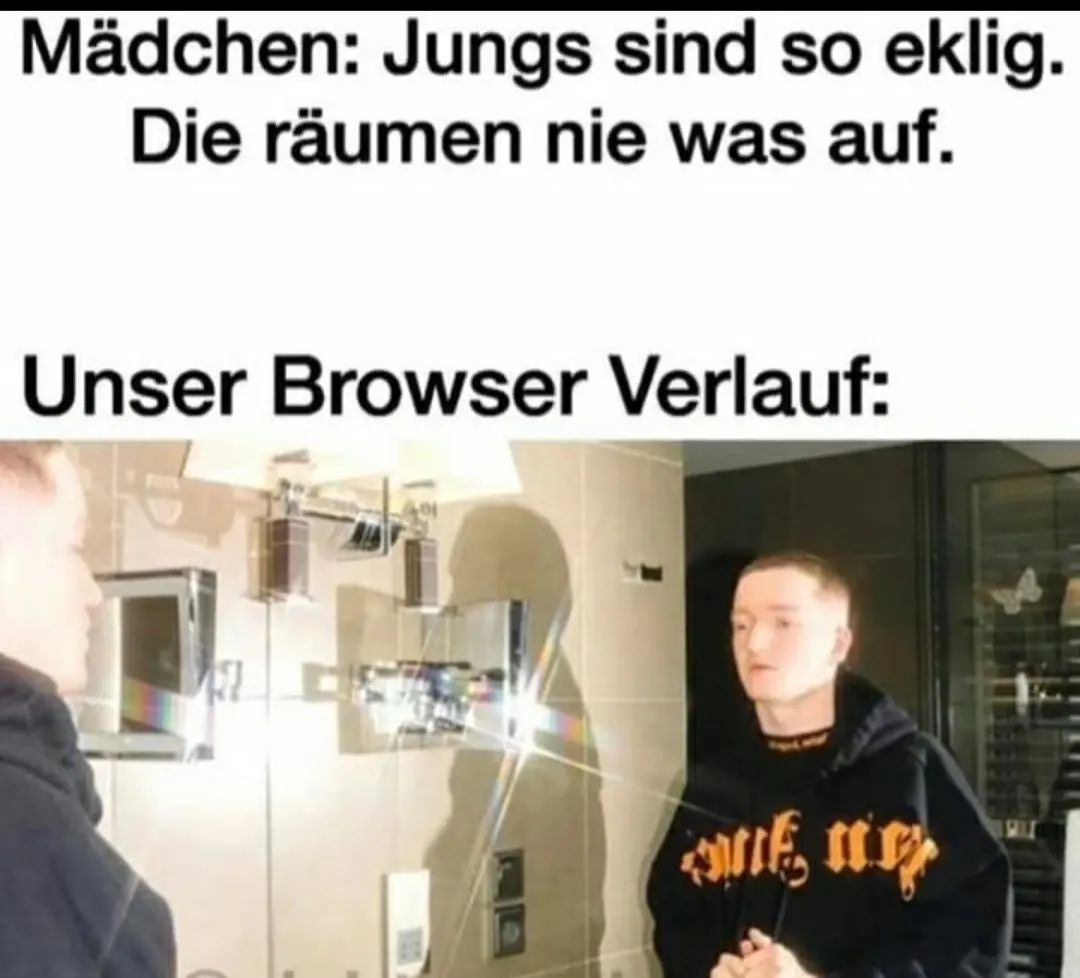 Mädchen: Jungs sind so eklig.
Die räumen nie was auf.
Unser Browser Verlauf: